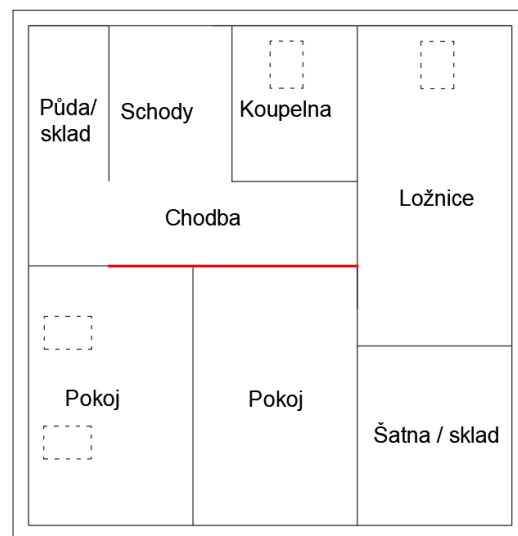 Půda/
sklad
Schody
Koupelna
Ložnice
Chodba
Pokoj
Pokoj
Šatna / sklad